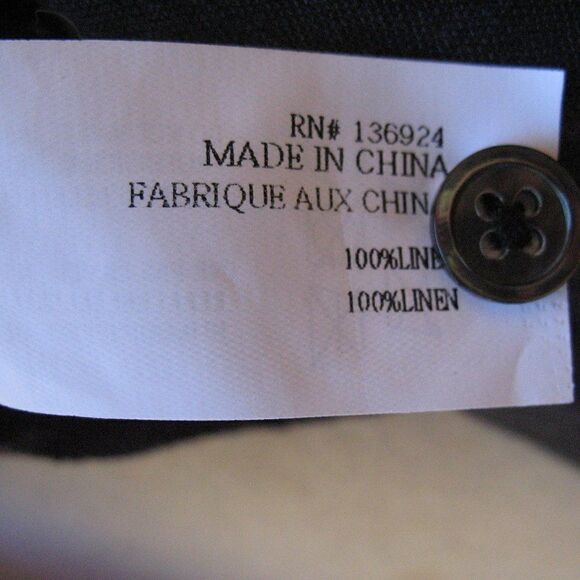 RN# 136924
MADE IN CHINA
FABRIQUE AUX CHIN
100%LINE
100%LINEN